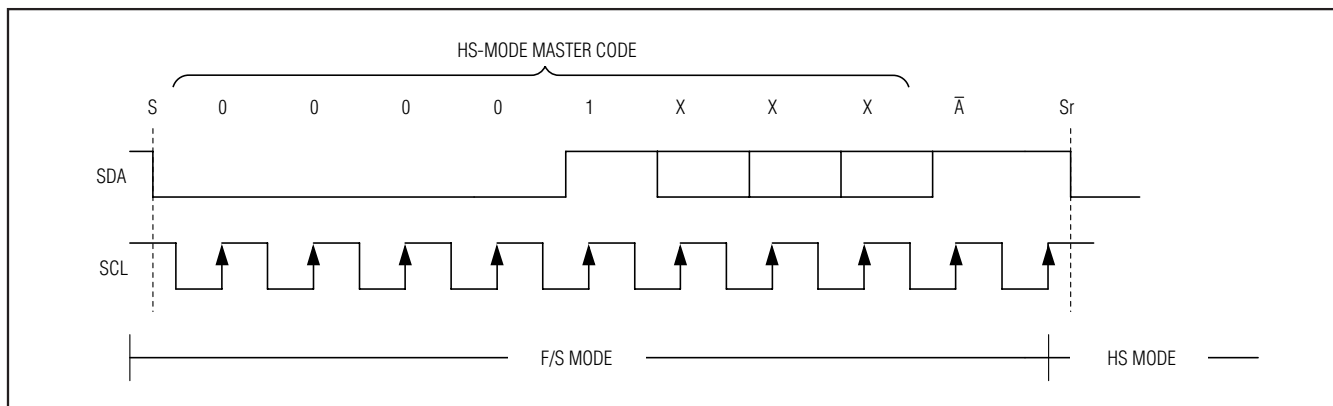 HS-MODE MASTER CODE
S 0 0 0 0 1 X X X A̅ Sr
SDA
SCL
F/S MODE HS MODE